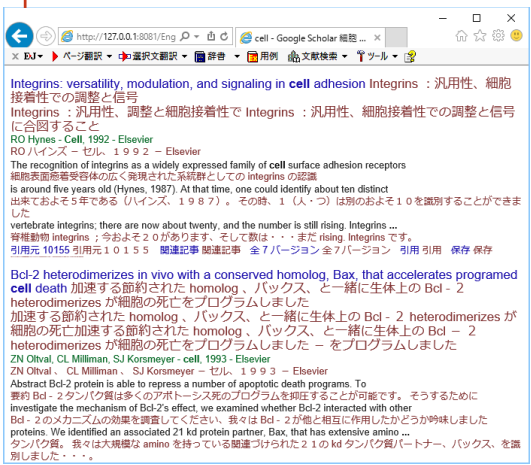 http://127.0.0.1:8081/Eng
cell - Google Scholar 細胞 ...
× EJ ページ翻訳 選択文翻訳 辞書 用例 文献検索 ツール
Integrins: versatility, modulation, and signaling in cell adhesion Integrins ：汎用性、細胞
接着性での調整と信号
Integrins ：汎用性、調整と細胞接着性で Integrins ：汎用性、細胞接着性での調整と信号
に合図すること
RO Hynes - Cell, 1992 - Elsevier
RO ハインズ － セル、１９９２ － Elsevier
The recognition of integrins as a widely expressed family of cell surface adhesion receptors
細胞表面癒着受容体の広く発現された系統群としての integrins の認識
is around five years old (Hynes, 1987). At that time, one could identify about ten distinct
出来ておよそ５年である（ハインズ、１９８７）。 その時、１（人・つ）は別のおよそ１０を識別することができま
した
vertebrate integrins; there are now about twenty, and the number is still rising. Integrins ...
脊椎動物 integrins ；今およそ２０があります、そして数は・・・まだ rising. Integrins です。
引用元 10155 引用元１０１５５ 関連記事 関連記事 全 7 バージョン 全７バージョン 引用 引用 保存 保存
Bcl-2 heterodimerizes in vivo with a conserved homolog, Bax, that accelerates programed
cell death 加速する節約された homolog 、バックス、と一緒に生体上の Bcl - ２
heterodimerizes が細胞の死亡をプログラムしました
加速する節約された homolog 、バックス、と一緒に生体上の Bcl - ２ heterodimerizes が
細胞の死亡加速する節約された homolog 、バックス、と一緒に生体上の Bcl － ２
heterodimerizes が細胞の死亡をプログラムしました － をプログラムしました
ZN Oltval, CL Milliman, SJ Korsmeyer - cell, 1993 - Elsevier
ZN Oltval 、 CL Milliman 、 SJ Korsmeyer － セル、１９９３ － Elsevier
Abstract Bcl-2 protein is able to repress a number of apoptotic death programs. To
要約 Bcl - ２タンパク質は多くのアポトーシス死のプログラムを抑圧することが可能です。 そうするために
investigate the mechanism of Bcl-2's effect, we examined whether Bcl-2 interacted with other
Bcl - ２のメカニズムの効果を調査してください、我々は Bcl - ２が他と相互に作用したかどうか吟味しました
proteins. We identified an associated 21 kd protein partner, Bax, that has extensive amino ...
タンパク質。 我々は大規模な amino を持っている関連づけられた２１の kd タンパク質パートナー、バックス、を識
別しました・・・。